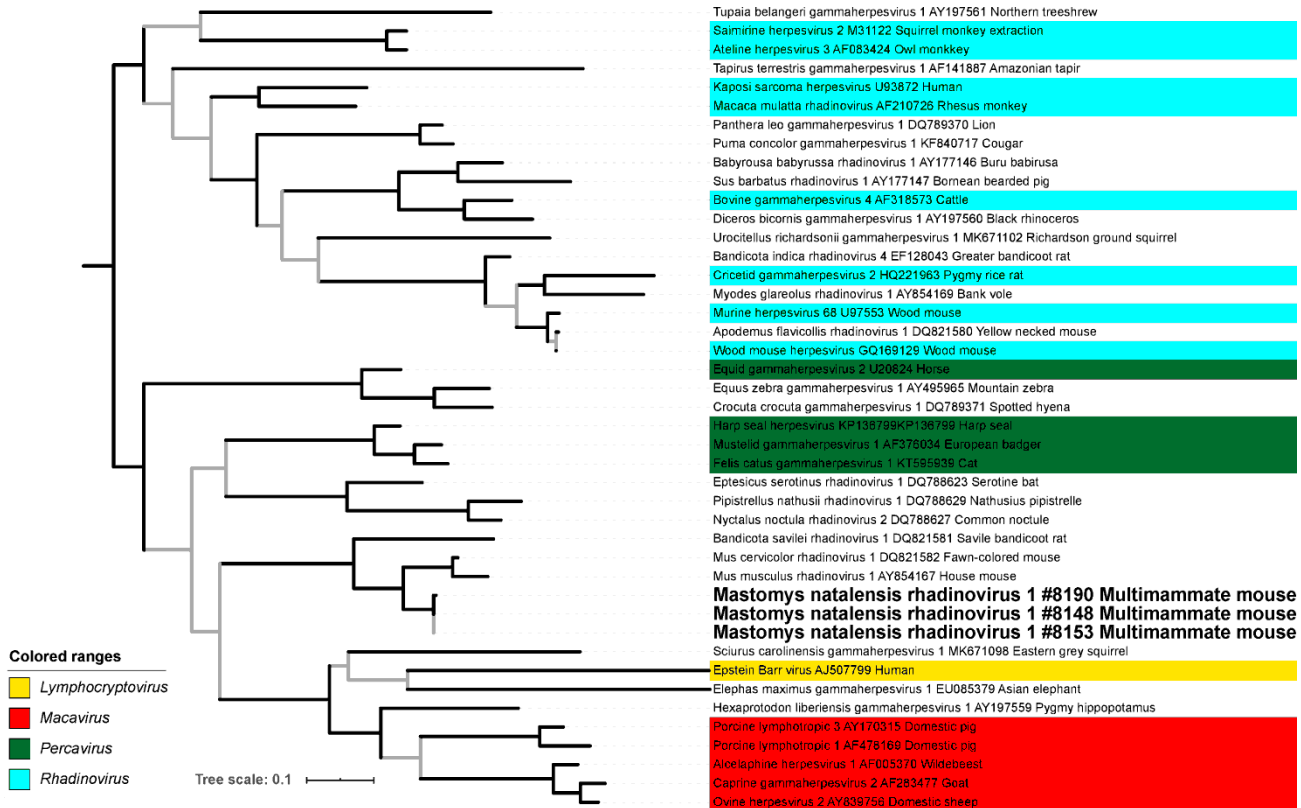 Tupaia belangeri gammaherpesvirus 1 AY197561 Northern treeshrew
Saimirine herpesvirus 2 M31122 Squirrel monkey extraction
Ateline herpesvirus 3 AF083424 Owl monkkey
Tapirus terrestris gammaherpesvirus 1 AF141887 Amazonian tapir
Kaposi sarcoma herpesvirus U93872 Human
Macaca mulatta rhadinovirus AF210726 Rhesus monkey
Panthera leo gammaherpesvirus 1 DQ789370 Lion
Puma concolor gammaherpesvirus 1 KF840717 Cougar
Babyrousa babyrussa rhadinovirus 1 AY177146 Buru babirusa
Sus barbatus rhadinovirus 1 AY177147 Bornean bearded pig
Bovine gammaherpesvirus 4 AF318573 Cattle
Diceros bicornis gammaherpesvirus 1 AY197560 Black rhinoceros
Urocitellus richardsonii gammaherpesvirus 1 MK671102 Richardson ground squirrel
Bandicota indica rhadinovirus 4 EF128043 Greater bandicoot rat
Cricetid gammaherpesvirus 2 HQ221963 Pygmy rice rat
Myodes glareolus rhadinovirus 1 AY854169 Bank vole
Murine herpesvirus 68 U97553 Wood mouse
Apodemus flavicollis rhadinovirus 1 DQ821580 Yellow necked mouse
Wood mouse herpesvirus GQ169129 Wood mouse
Equid gammaherpesvirus 2 U20824 Horse
Equus zebra gammaherpesvirus 1 AY495965 Mountain zebra
Crocuta crocuta gammaherpesvirus 1 DQ789371 Spotted hyena
Harp seal herpesvirus KP136799KP136799 Harp seal
Mustelid gammaherpesvirus 1 AF376034 European badger
Felis catus gammaherpesvirus 1 KT595939 Cat
Eptesicus serotinus rhadinovirus 1 DQ788623 Serotine bat
Pipistrellus nathusii rhadinovirus 1 DQ788629 Nathusius pipistrelle
Nyctalus noctula rhadinovirus 2 DQ788627 Common noctule
Bandicota savilei rhadinovirus 1 DQ821581 Savile bandicoot rat
Mus cervicolor rhadinovirus 1 DQ821582 Fawn-colored mouse
Mus musculus rhadinovirus 1 AY854167 House mouse
Mastomys natalensis rhadinovirus 1 #8190 Multimammate mouse
Mastomys natalensis rhadinovirus 1 #8148 Multimammate mouse
Mastomys natalensis rhadinovirus 1 #8153 Multimammate mouse
Sciurus carolinensis gammaherpesvirus 1 MK671098 Eastern grey squirrel
Epstein Barr virus AJ507799 Human
Elephas maximus gammaherpesvirus 1 EU085379 Asian elephant
Hexaprotodon liberiensis gammaherpesvirus 1 AY197559 Pygmy hippopotamus
Porcine lymphotropic 3 AY170315 Domestic pig
Porcine lymphotropic 1 AF478169 Domestic pig
Alcelaphine herpesvirus 1 AF005370 Wildebeest
Caprine gammaherpesvirus 2 AF283477 Goat
Ovine herpesvirus 2 AY839756 Domestic sheep
Colored ranges
Lymphocryptovirus
Macavirus
Percavirus
Rhadinovirus
Tree scale: 0.1